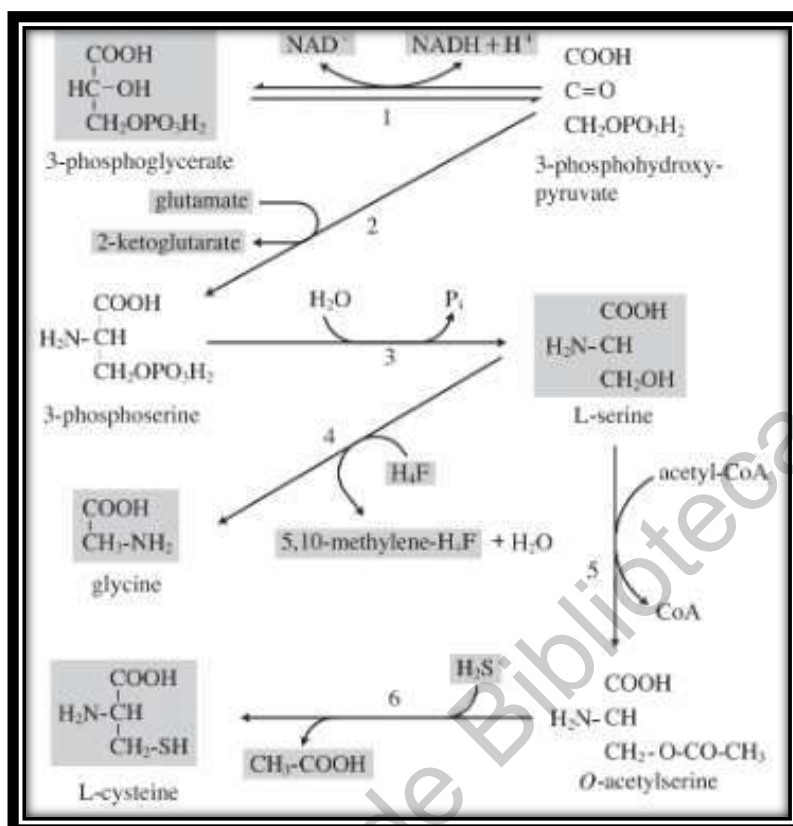 COOH
HC-OH
CH₂OPO₃H₂
3-phosphoglycerate
NAD⁺
NADH + H⁺
1
COOH
C=O
CH₂OPO₃H₂
3-phosphohydroxy-
pyruvate
glutamate
2-ketoglutarate
2
COOH
H₂N-CH
CH₂OPO₃H₂
3-phosphoserine
H₂O
Pᵢ
3
COOH
H₂N-CH
CH₂OH
L-serine
4
H₄F
5,10-methylene-H₄F + H₂O
COOH
CH₂-NH₂
glycine
acetyl-CoA
5
CoA
COOH
H₂N-CH
CH₂-SH
L-cysteine
6
H₂S
CH₃-COOH
COOH
H₂N-CH
CH₂-O-CO-CH₃
O-acetylserine
de Biblioteca